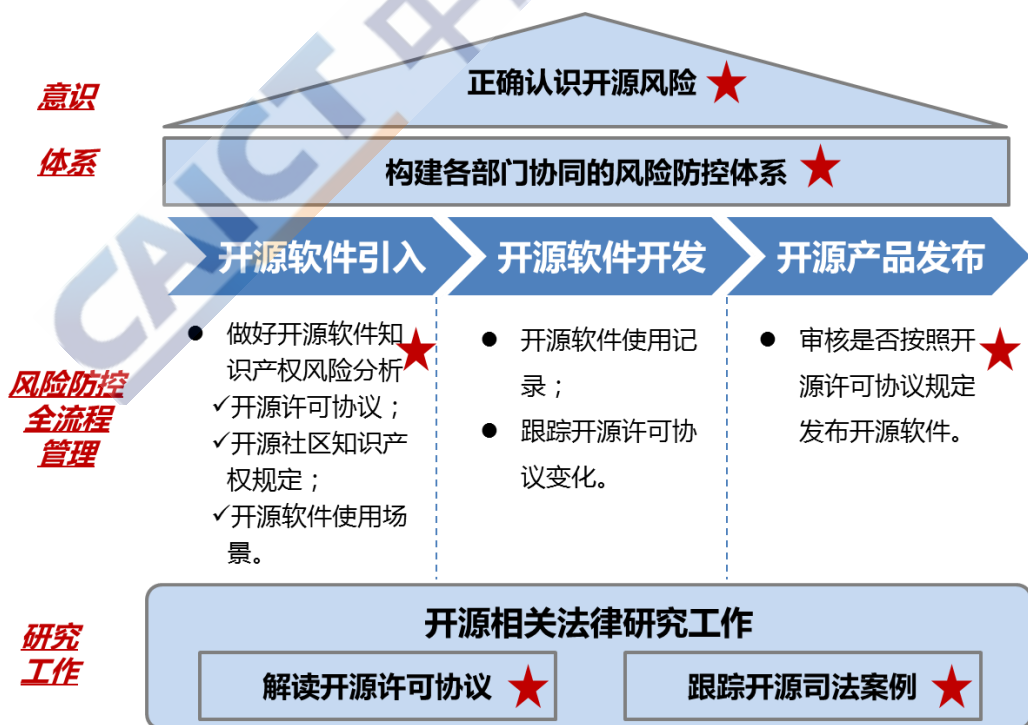 意识
正确认识开源风险
体系
构建各部门协同的风险防控体系
开源软件引入
开源软件开发
开源产品发布
风险防控
全流程
管理
● 做好开源软件知
识产权风险分析
✓开源许可协议；
✓开源社区知识产
权规定；
✓开源软件使用场
景。
● 开源软件使用记
录；
● 跟踪开源许可协
议变化。
● 审核是否按照开
源许可协议规定
发布开源软件。
研究
工作
开源相关法律研究工作
解读开源许可协议
跟踪开源司法案例
CAICT 中